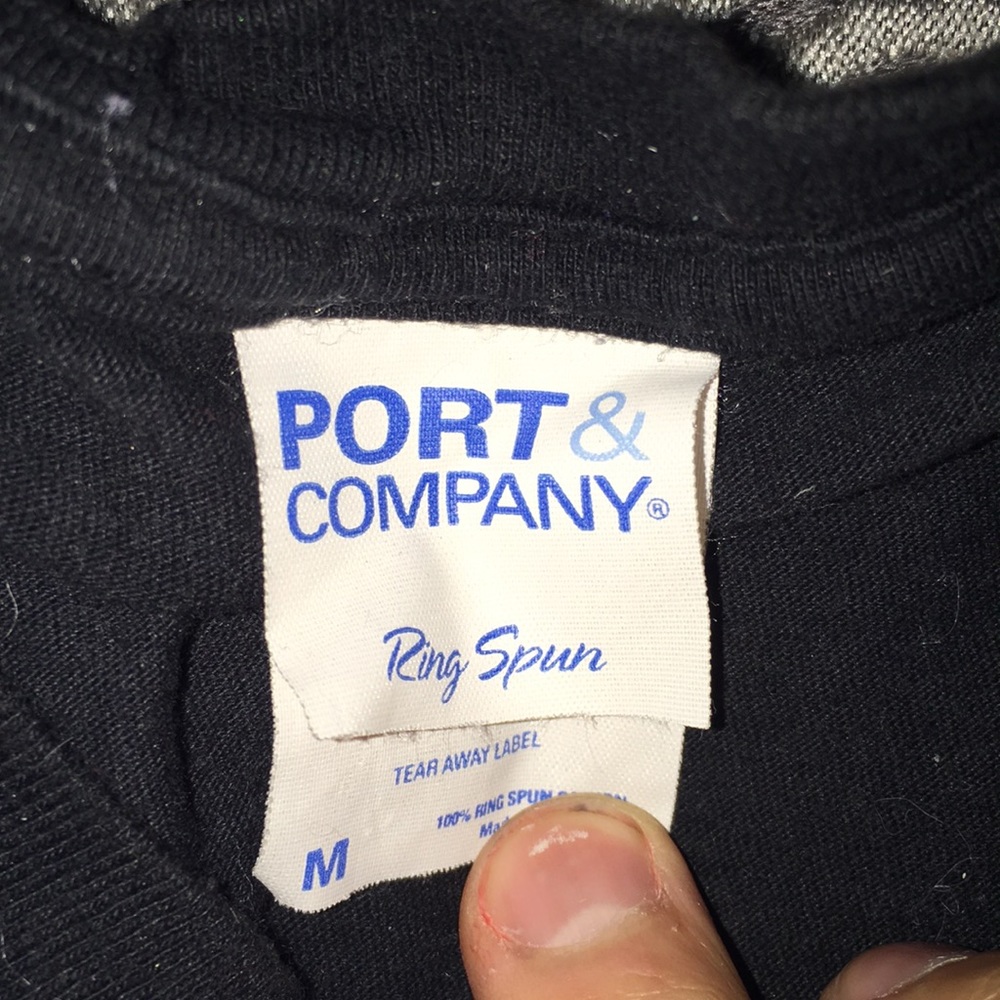 PORT &
COMPANY®
Ring Spun
TEAR AWAY LABEL
100% RING SPUN
M